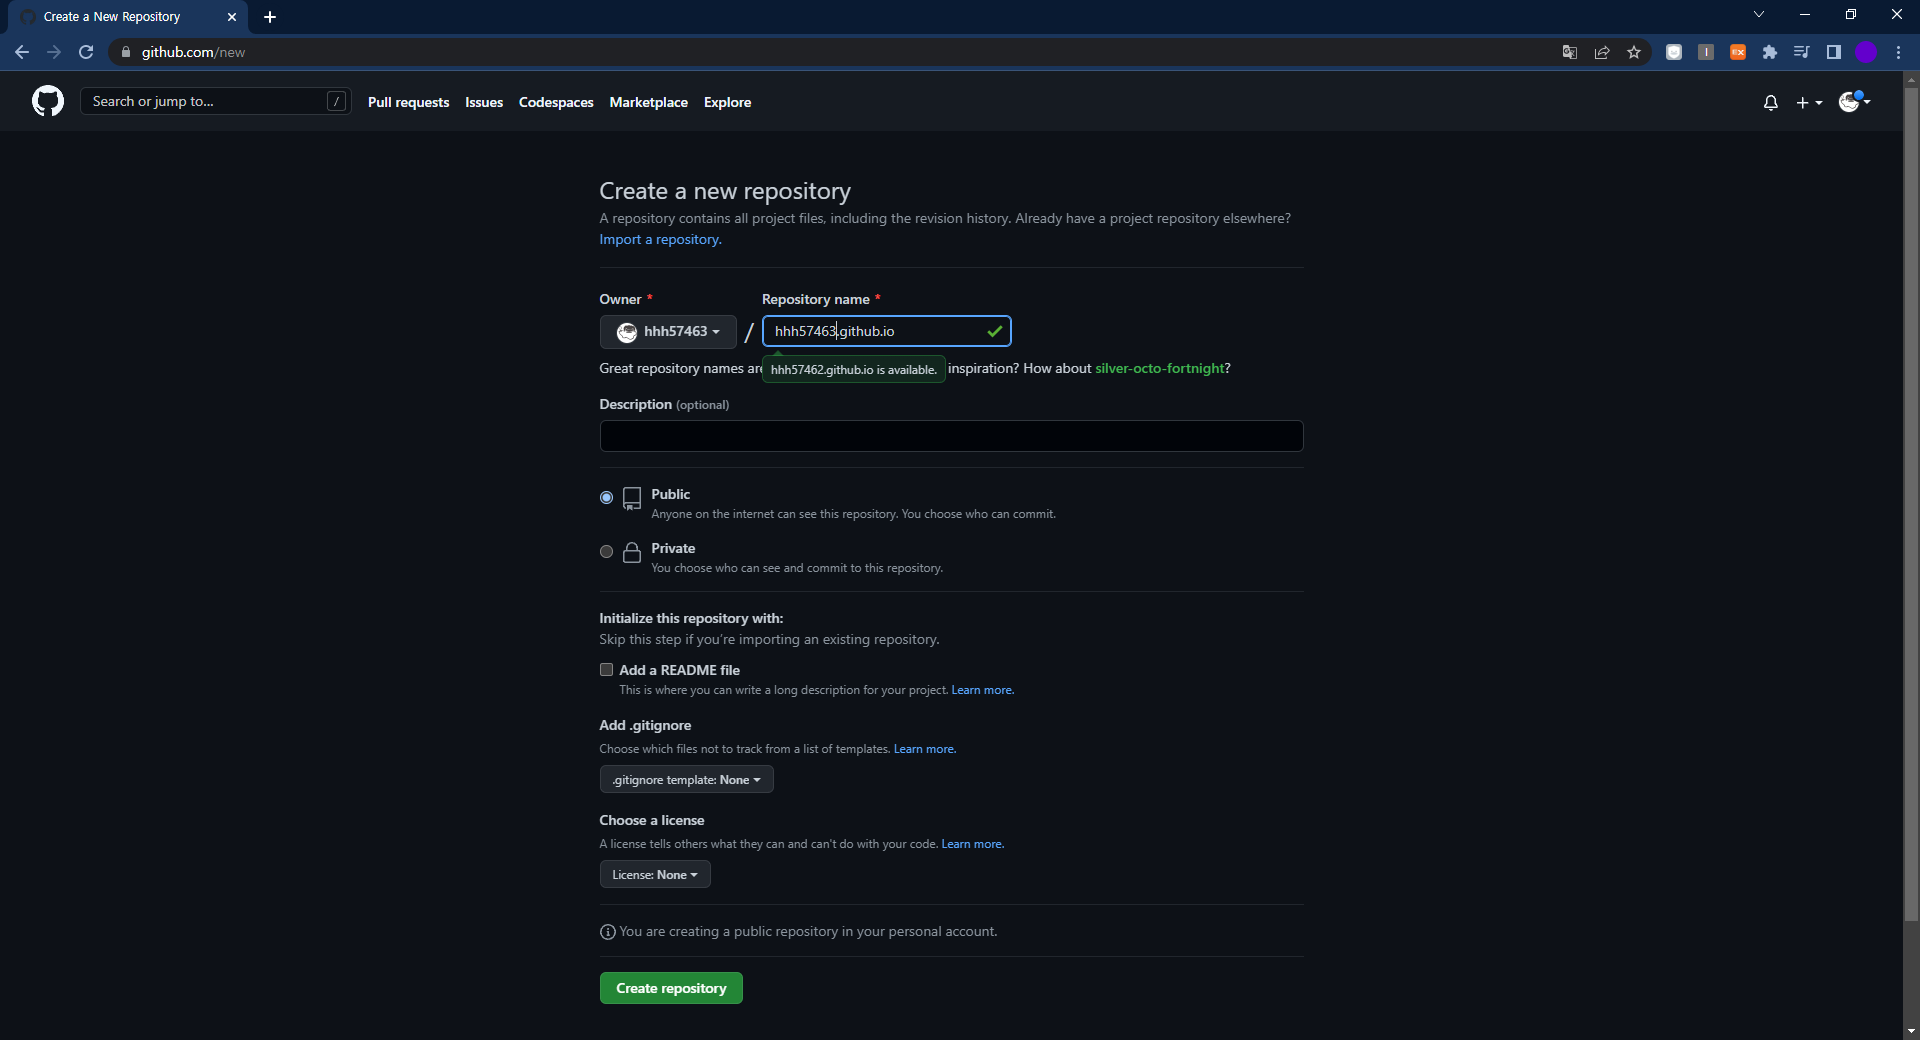 Create a New Repository
github.com/new
Search or jump to... /
Pull requests Issues Codespaces Marketplace Explore
Create a new repository
A repository contains all project files, including the revision history. Already have a project repository elsewhere?
Import a repository.
Owner * Repository name *
hhh57463 / hhh57463.github.io
Great repository names are hhh57462.github.io is available. inspiration? How about silver-octo-fortnight?
Description (optional)
Public
Anyone on the internet can see this repository. You choose who can commit.
Private
You choose who can see and commit to this repository.
Initialize this repository with:
Skip this step if you're importing an existing repository.
Add a README file
This is where you can write a long description for your project. Learn more.
Add .gitignore
Choose which files not to track from a list of templates. Learn more.
.gitignore template: None
Choose a license
A license tells others what they can and can't do with your code. Learn more.
License: None
You are creating a public repository in your personal account.
Create repository